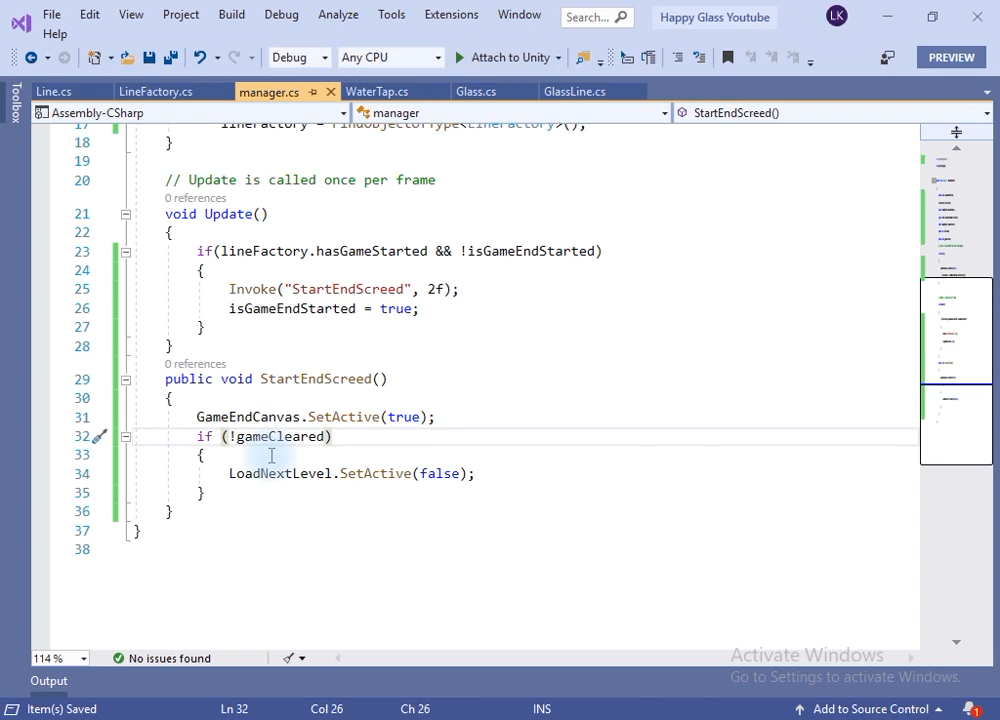 File Edit View Project Build Debug Analyze Tools Extensions Window Search... Happy Glass Youtube LK
Help
Debug Any CPU Attach to Unity PREVIEW
Toolbox
Line.cs LineFactory.cs manager.cs WaterTap.cs Glass.cs GlassLine.cs
Assembly-CSharp manager StartEndScreed()
17 lineFactory = FindObjectOfType<LineFactory>();
18 }
19
20 // Update is called once per frame
0 references
21 void Update()
22 {
23 if(lineFactory.hasGameStarted && !isGameEndStarted)
24 {
25 Invoke("StartEndScreed", 2f);
26 isGameEndStarted = true;
27 }
28 }
0 references
29 public void StartEndScreed()
30 {
31 GameEndCanvas.SetActive(true);
32 if (!gameCleared)
33 {
34 LoadNextLevel.SetActive(false);
35 }
36 }
37 }
38
114 % No issues found
Activate Windows
Go to Settings to activate Windows.
Output
Item(s) Saved Ln 32 Col 26 Ch 26 INS Add to Source Control 1